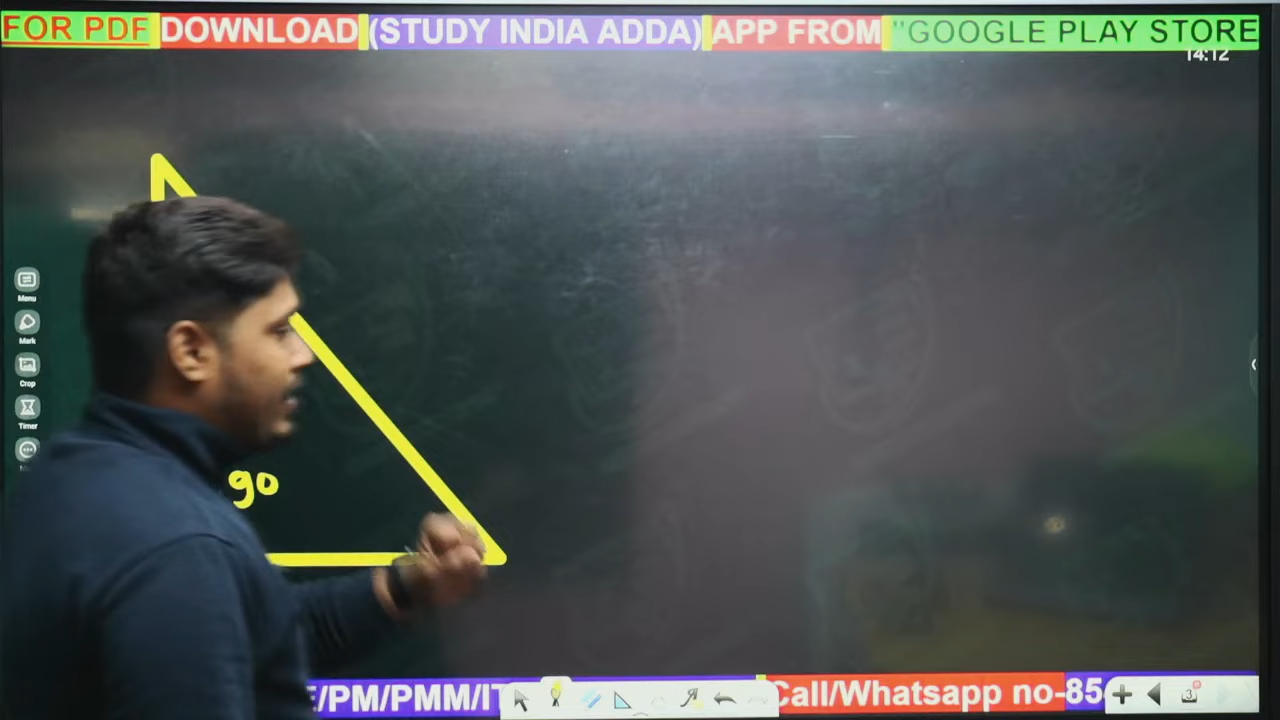 FOR PDF DOWNLOAD (STUDY INDIA ADDA) APP FROM "GOOGLE PLAY STORE
14:12
Menu
Mark
Crop
Timer
90
/PM/PMM/IT Call/Whatsapp no-85
3